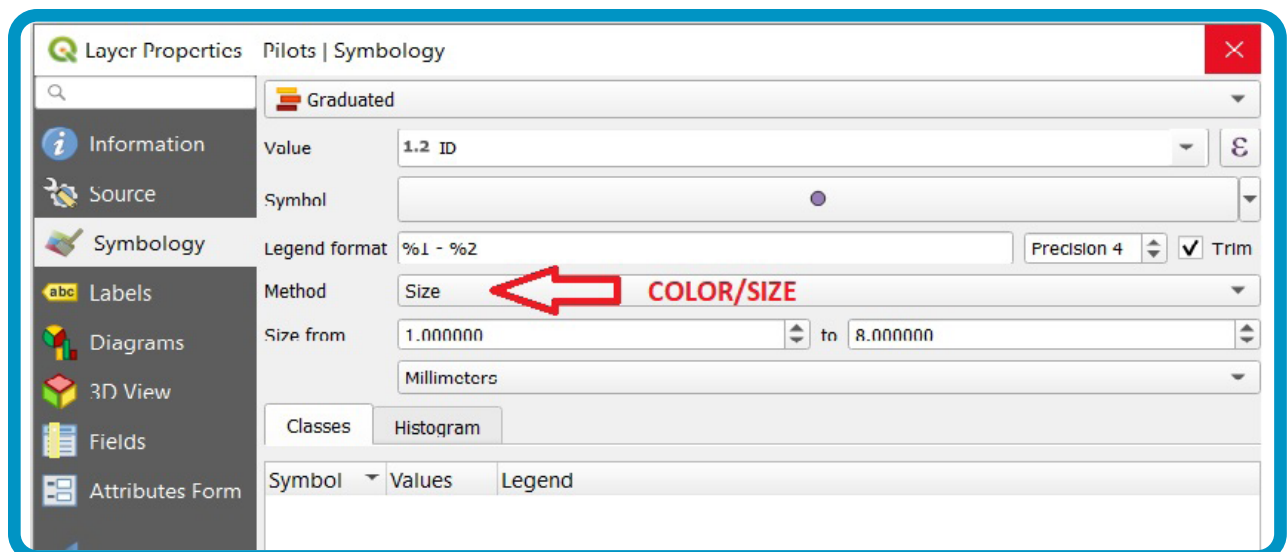 Layer Properties Pilots | Symbology
Graduated
Information
Value 1.2 ID ε
Source
Symbol
Symbology
Legend format %1 - %2 Precision 4 Trim
abc Labels
Method Size COLOR/SIZE
Size from 1.000000 to 8.000000
Diagrams
Millimeters
3D View
Classes Histogram
Fields
Symbol Values Legend
Attributes Form